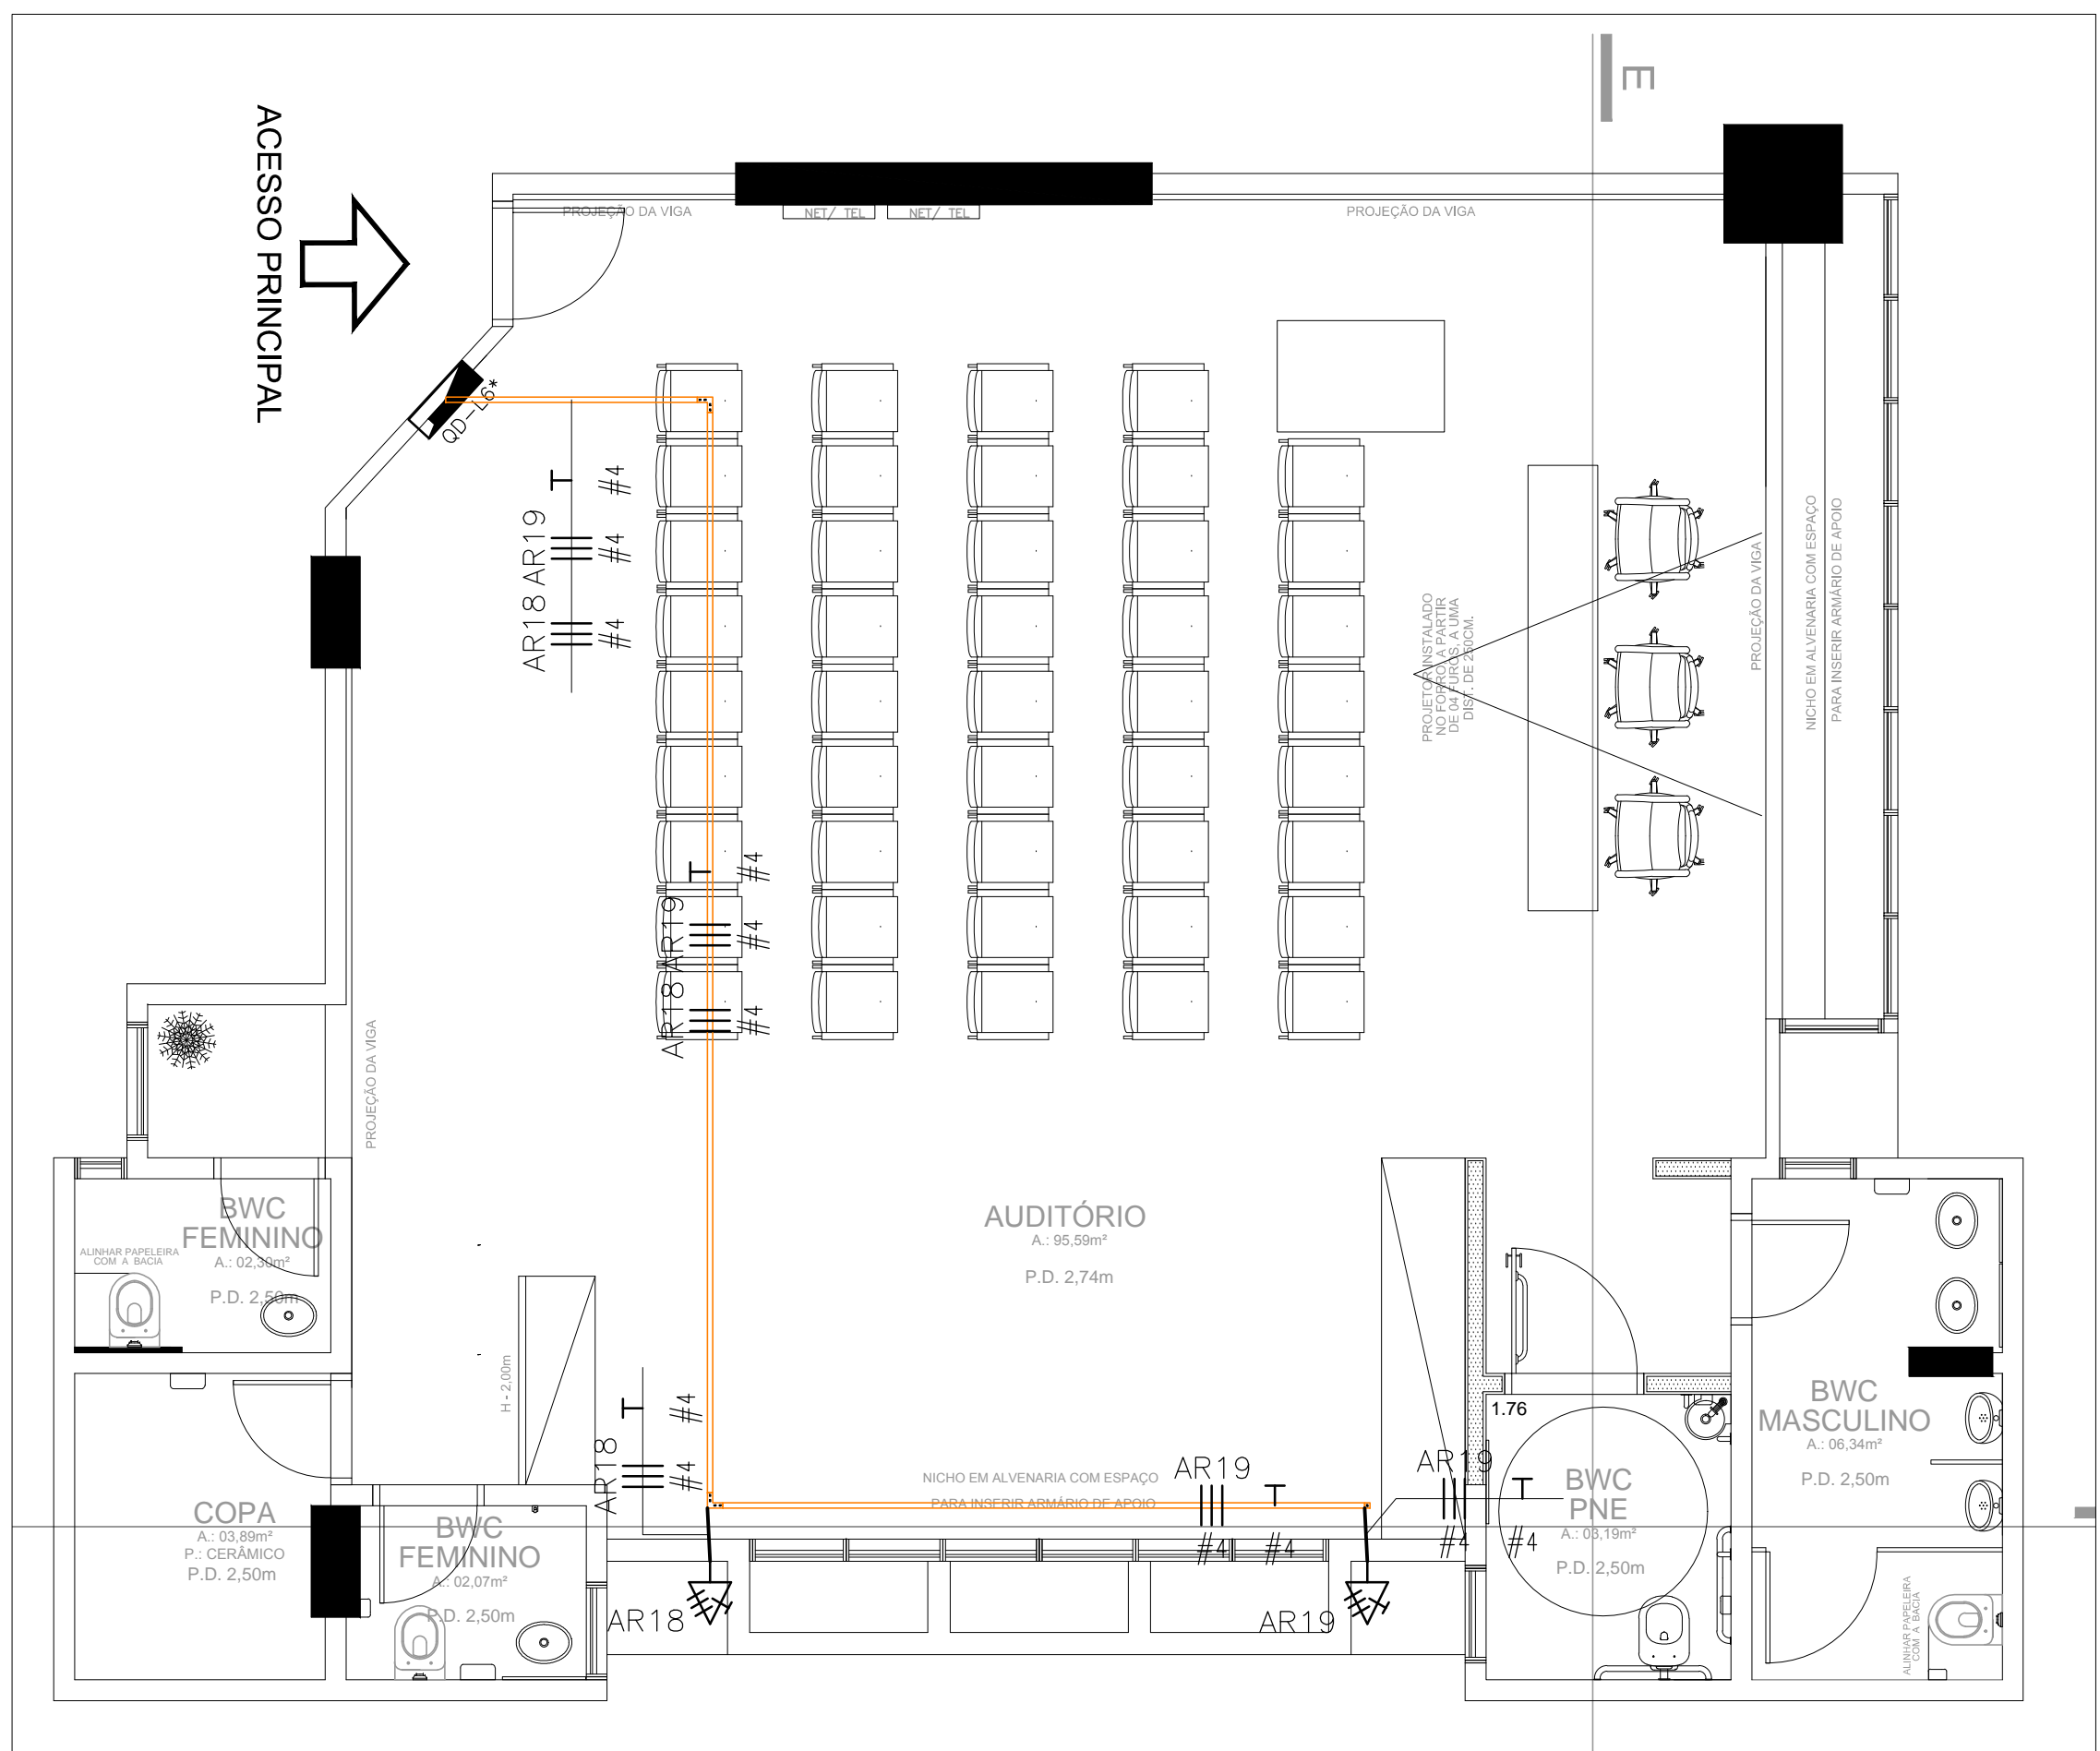 E
ACESSO PRINCIPAL
PROJEÇÃO DA VIGA
NET/ TEL
NET/ TEL
PROJEÇÃO DA VIGA
QD-L6*
T
#4
AR19
#4
AR18
#4
PROJETOR INSTALADO
NO FORRO, A PARTIR
DE 04 FUROS, A UMA
DIST. DE 250CM.
PROJEÇÃO DA VIGA
NICHO EM ALVENARIA COM ESPAÇO
PARA INSERIR ARMÁRIO DE APOIO
T
#4
AR19
#4
AR18
#4
PROJEÇÃO DA VIGA
BWC
FEMININO
A.: 02,30m²
P.D. 2,50m
ALINHAR PAPELEIRA
COM A BACIA
AUDITÓRIO
A.: 95,59m²
P.D. 2,74m
H - 2,00m
T
#4
AR18
#4
1.76
BWC
MASCULINO
A.: 06,34m²
P.D. 2,50m
NICHO EM ALVENARIA COM ESPAÇO
PARA INSERIR ARMÁRIO DE APOIO
AR19
T
#4
#4
AR19
T
#4
#4
BWC
PNE
A.: 03,19m²
P.D. 2,50m
COPA
A.: 03,89m²
P.: CERÂMICO
P.D. 2,50m
BWC
FEMININO
A.: 02,07m²
P.D. 2,50m
AR18
AR19
ALINHAR PAPELEIRA
COM A BACIA